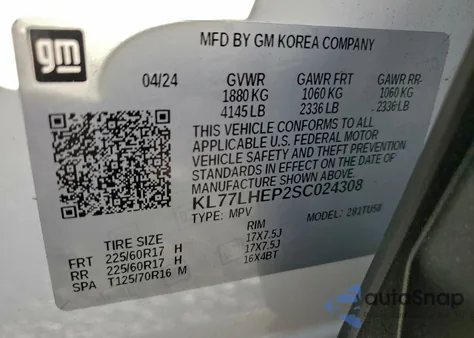 gm
MFD BY GM KOREA COMPANY
04/24 GVWR GAWR FRT GAWR RR
1880 KG 1060 KG 1060 KG
4145 LB 2336 LB 2336 LB
THIS VEHICLE CONFORMS TO ALL
APPLICABLE U.S. FEDERAL MOTOR
VEHICLE SAFETY AND THEFT PREVENTION
STANDARDS IN EFFECT ON THE DATE OF
MANUFACTURE SHOWN ABOVE.
KL77LHEP2SC024308
TYPE: MPV MODEL: 281TU58
TIRE SIZE RIM
FRT 225/60R17 H 17X7.5J
RR 225/60R17 H 17X7.5J
SPA T125/70R16 M 16X4BT
autoSnap